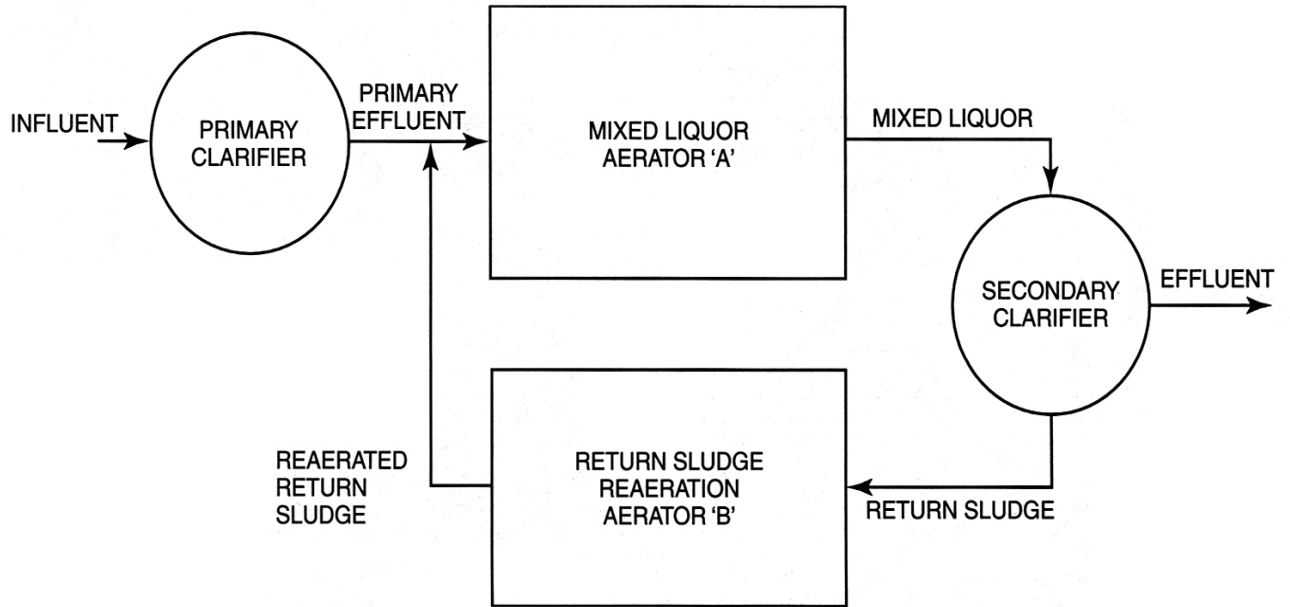 INFLUENT
PRIMARY
CLARIFIER
PRIMARY
EFFLUENT
MIXED LIQUOR
AERATOR ‘A’
MIXED LIQUOR
SECONDARY
CLARIFIER
EFFLUENT
REAERATED
RETURN
SLUDGE
RETURN SLUDGE
REAERATION
AERATOR ‘B’
RETURN SLUDGE